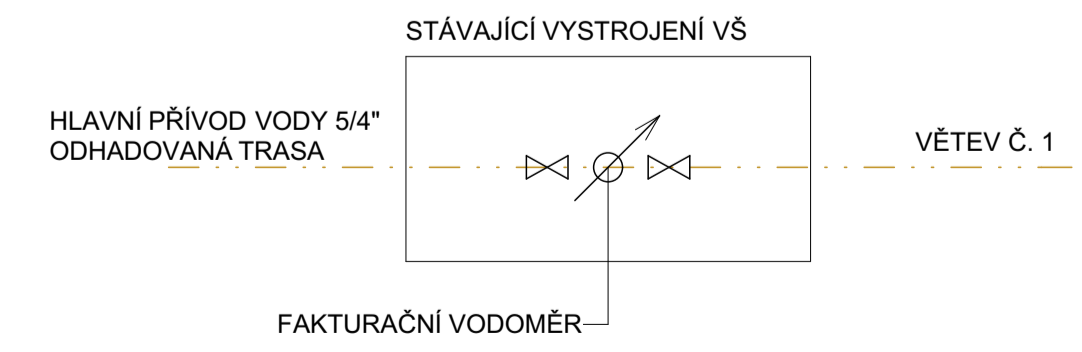 STÁVAJÍCÍ VYSTROJENÍ VŠ
HLAVNÍ PŘÍVOD VODY 5/4"
ODHADOVANÁ TRASA
VĚTEV Č. 1
FAKTURAČNÍ VODOMĚR